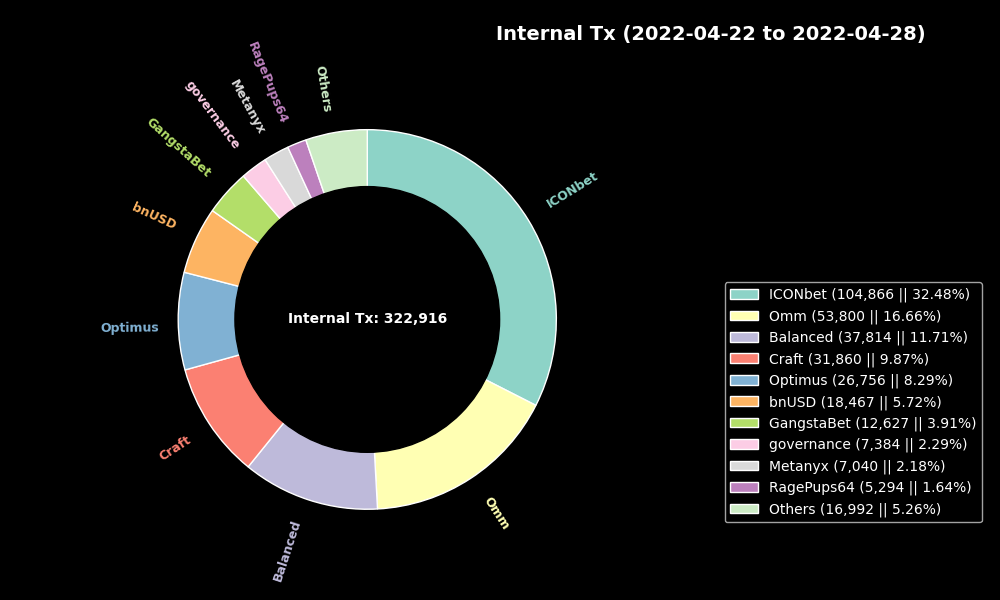 Internal Tx (2022-04-22 to 2022-04-28)
Others
RagePups64
Metanyx
governance
GangstaBet
bnUSD
Optimus
Craft
Balanced
Omm
ICONbet
Internal Tx: 322,916
ICONbet (104,866 || 32.48%)
Omm (53,800 || 16.66%)
Balanced (37,814 || 11.71%)
Craft (31,860 || 9.87%)
Optimus (26,756 || 8.29%)
bnUSD (18,467 || 5.72%)
GangstaBet (12,627 || 3.91%)
governance (7,384 || 2.29%)
Metanyx (7,040 || 2.18%)
RagePups64 (5,294 || 1.64%)
Others (16,992 || 5.26%)